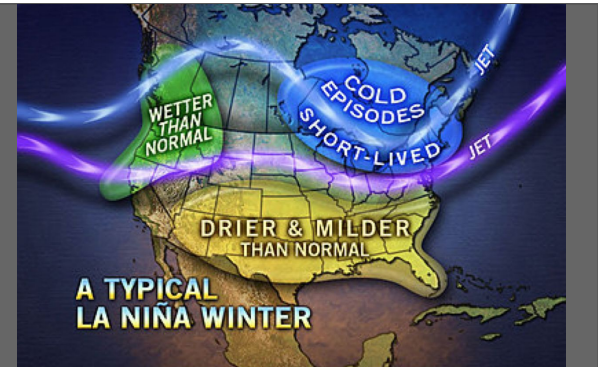 JET
COLD
EPISODES
SHORT-LIVED
WETTER
THAN
NORMAL
JET
DRIER & MILDER
THAN NORMAL
A TYPICAL
LA NIÑA WINTER